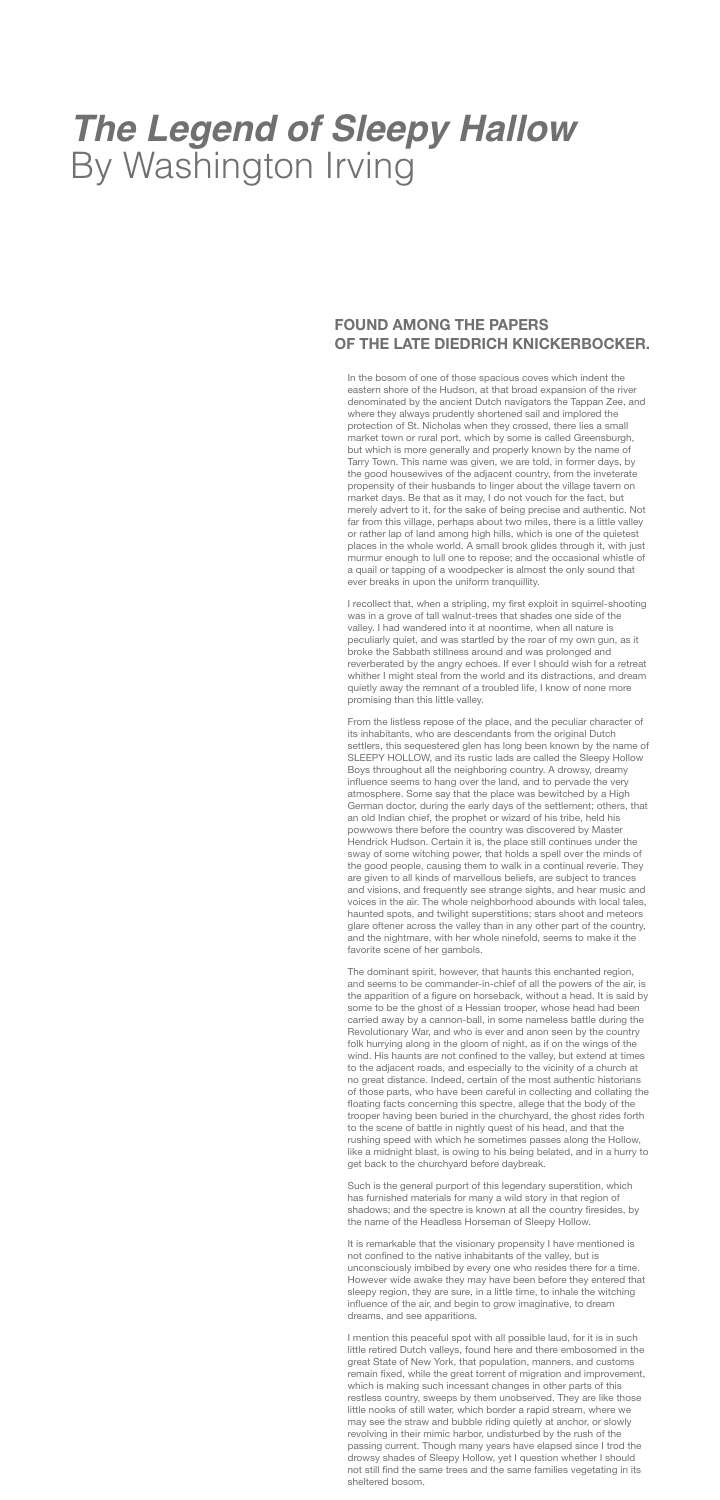 The Legend of Sleepy Hallow
By Washington Irving
FOUND AMONG THE PAPERS
OF THE LATE DIEDRICH KNICKERBOCKER.
In the bosom of one of those spacious coves which indent the
eastern shore of the Hudson, at that broad expansion of the river
denominated by the ancient Dutch navigators the Tappan Zee, and
where they always prudently shortened sail and implored the
protection of St. Nicholas when they crossed, there lies a small
market town or rural port, which by some is called Greensburgh,
but which is more generally and properly known by the name of
Tarry Town. This name was given, we are told, in former days, by
the good housewives of the adjacent country, from the inveterate
propensity of their husbands to linger about the village tavern on
market days. Be that as it may, I do not vouch for the fact, but
merely advert to it, for the sake of being precise and authentic. Not
far from this village, perhaps about two miles, there is a little valley
or rather lap of land among high hills, which is one of the quietest
places in the whole world. A small brook glides through it, with just
murmur enough to lull one to repose; and the occasional whistle of
a quail or tapping of a woodpecker is almost the only sound that
ever breaks in upon the uniform tranquillity.
I recollect that, when a stripling, my first exploit in squirrel-shooting
was in a grove of tall walnut-trees that shades one side of the
valley. I had wandered into it at noontime, when all nature is
peculiarly quiet, and was startled by the roar of my own gun, as it
broke the Sabbath stillness around and was prolonged and
reverberated by the angry echoes. If ever I should wish for a retreat
whither I might steal from the world and its distractions, and dream
quietly away the remnant of a troubled life, I know of none more
promising than this little valley.
From the listless repose of the place, and the peculiar character of
its inhabitants, who are descendants from the original Dutch
settlers, this sequestered glen has long been known by the name of
SLEEPY HOLLOW, and its rustic lads are called the Sleepy Hollow
Boys throughout all the neighboring country. A drowsy, dreamy
influence seems to hang over the land, and to pervade the very
atmosphere. Some say that the place was bewitched by a High
German doctor, during the early days of the settlement; others, that
an old Indian chief, the prophet or wizard of his tribe, held his
powwows there before the country was discovered by Master
Hendrick Hudson. Certain it is, the place still continues under the
sway of some witching power, that holds a spell over the minds of
the good people, causing them to walk in a continual reverie. They
are given to all kinds of marvellous beliefs, are subject to trances
and visions, and frequently see strange sights, and hear music and
voices in the air. The whole neighborhood abounds with local tales,
haunted spots, and twilight superstitions; stars shoot and meteors
glare oftener across the valley than in any other part of the country,
and the nightmare, with her whole ninefold, seems to make it the
favorite scene of her gambols.
The dominant spirit, however, that haunts this enchanted region,
and seems to be commander-in-chief of all the powers of the air, is
the apparition of a figure on horseback, without a head. It is said by
some to be the ghost of a Hessian trooper, whose head had been
carried away by a cannon-ball, in some nameless battle during the
Revolutionary War, and who is ever and anon seen by the country
folk hurrying along in the gloom of night, as if on the wings of the
wind. His haunts are not confined to the valley, but extend at times
to the adjacent roads, and especially to the vicinity of a church at
no great distance. Indeed, certain of the most authentic historians
of those parts, who have been careful in collecting and collating the
floating facts concerning this spectre, allege that the body of the
trooper having been buried in the churchyard, the ghost rides forth
to the scene of battle in nightly quest of his head, and that the
rushing speed with which he sometimes passes along the Hollow,
like a midnight blast, is owing to his being belated, and in a hurry to
get back to the churchyard before daybreak.
Such is the general purport of this legendary superstition, which
has furnished materials for many a wild story in that region of
shadows; and the spectre is known at all the country firesides, by
the name of the Headless Horseman of Sleepy Hollow.
It is remarkable that the visionary propensity I have mentioned is
not confined to the native inhabitants of the valley, but is
unconsciously imbibed by every one who resides there for a time.
However wide awake they may have been before they entered that
sleepy region, they are sure, in a little time, to inhale the witching
influence of the air, and begin to grow imaginative, to dream
dreams, and see apparitions.
I mention this peaceful spot with all possible laud, for it is in such
little retired Dutch valleys, found here and there embosomed in the
great State of New York, that population, manners, and customs
remain fixed, while the great torrent of migration and improvement,
which is making such incessant changes in other parts of this
restless country, sweeps by them unobserved. They are like those
little nooks of still water, which border a rapid stream, where we
may see the straw and bubble riding quietly at anchor, or slowly
revolving in their mimic harbor, undisturbed by the rush of the
passing current. Though many years have elapsed since I trod the
drowsy shades of Sleepy Hollow, yet I question whether I should
not still find the same trees and the same families vegetating in its
sheltered bosom.